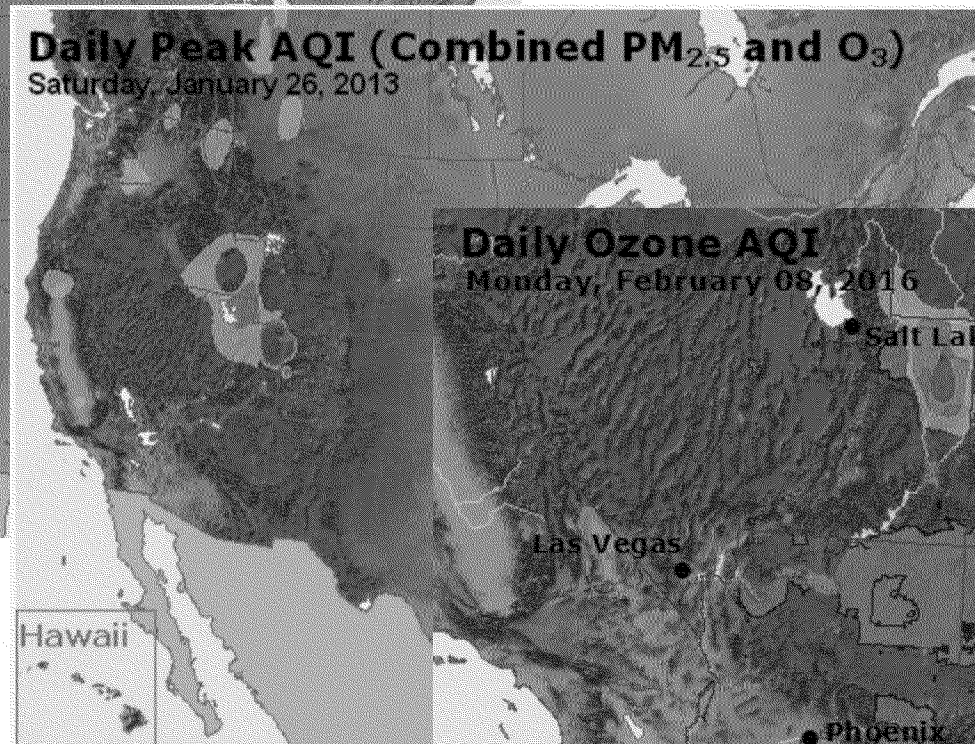 Daily Peak AQI (Combined PM2.5 and O3)
Saturday, January 26, 2013
Daily Ozone AQI
Monday, February 08, 2016
Salt Lal
Las Vegas
Hawaii
Phoenix